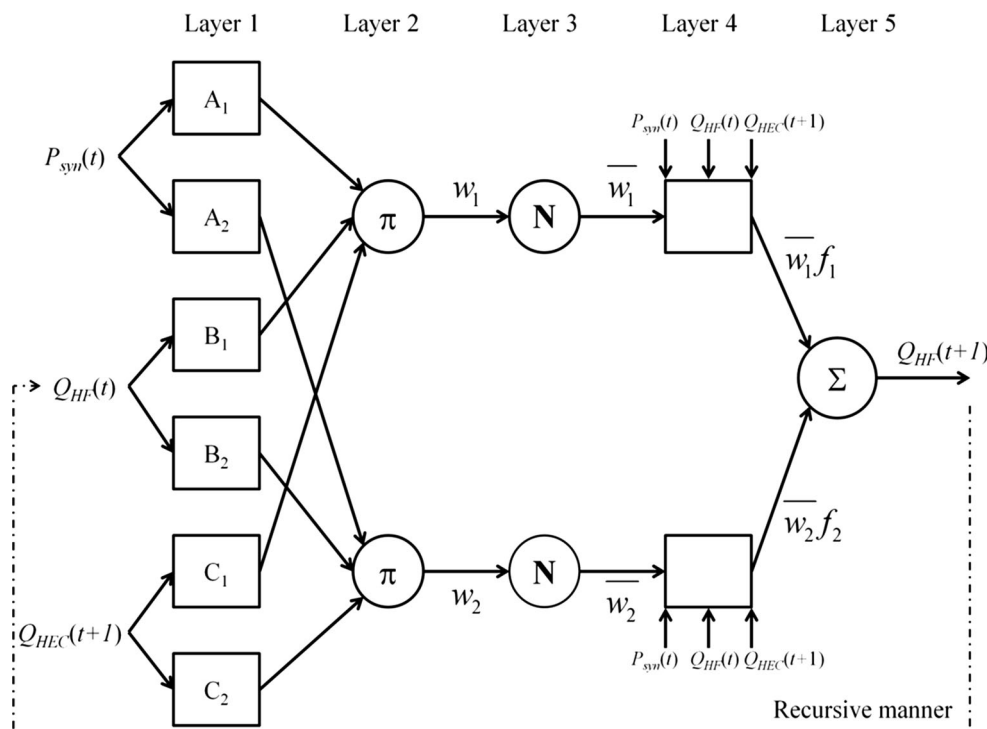 Layer 1 Layer 2 Layer 3 Layer 4 Layer 5
A₁
P_syn(t)
A₂
B₁
Q_HF(t)
B₂
C₁
Q_HEC(t+1)
C₂
π
π
w₁
w₂
N
N
w̅₁
w̅₂
P_syn(t) Q_HF(t) Q_HEC(t+1)
P_syn(t) Q_HF(t) Q_HEC(t+1)
w̅₁f₁
w̅₂f₂
Σ
Q_HF(t+1)
Recursive manner